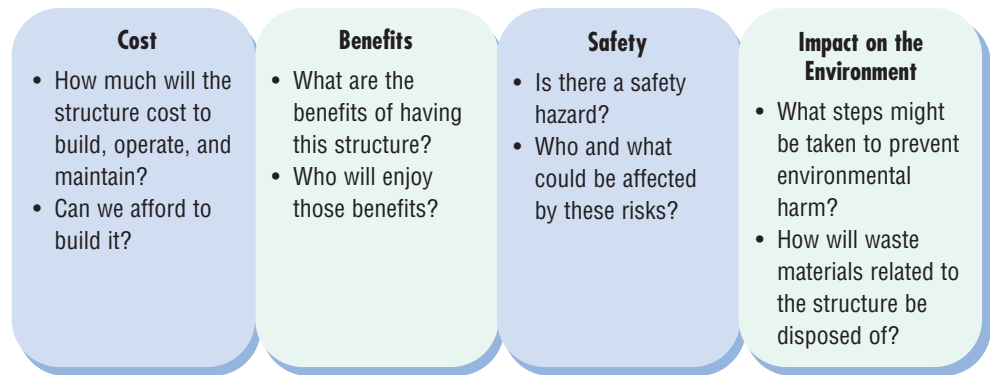 Cost
• How much will the
structure cost to
build, operate, and
maintain?
• Can we afford to
build it?
Benefits
• What are the
benefits of having
this structure?
• Who will enjoy
those benefits?
Safety
• Is there a safety
hazard?
• Who and what
could be affected
by these risks?
Impact on the
Environment
• What steps might
be taken to prevent
environmental
harm?
• How will waste
materials related to
the structure be
disposed of?